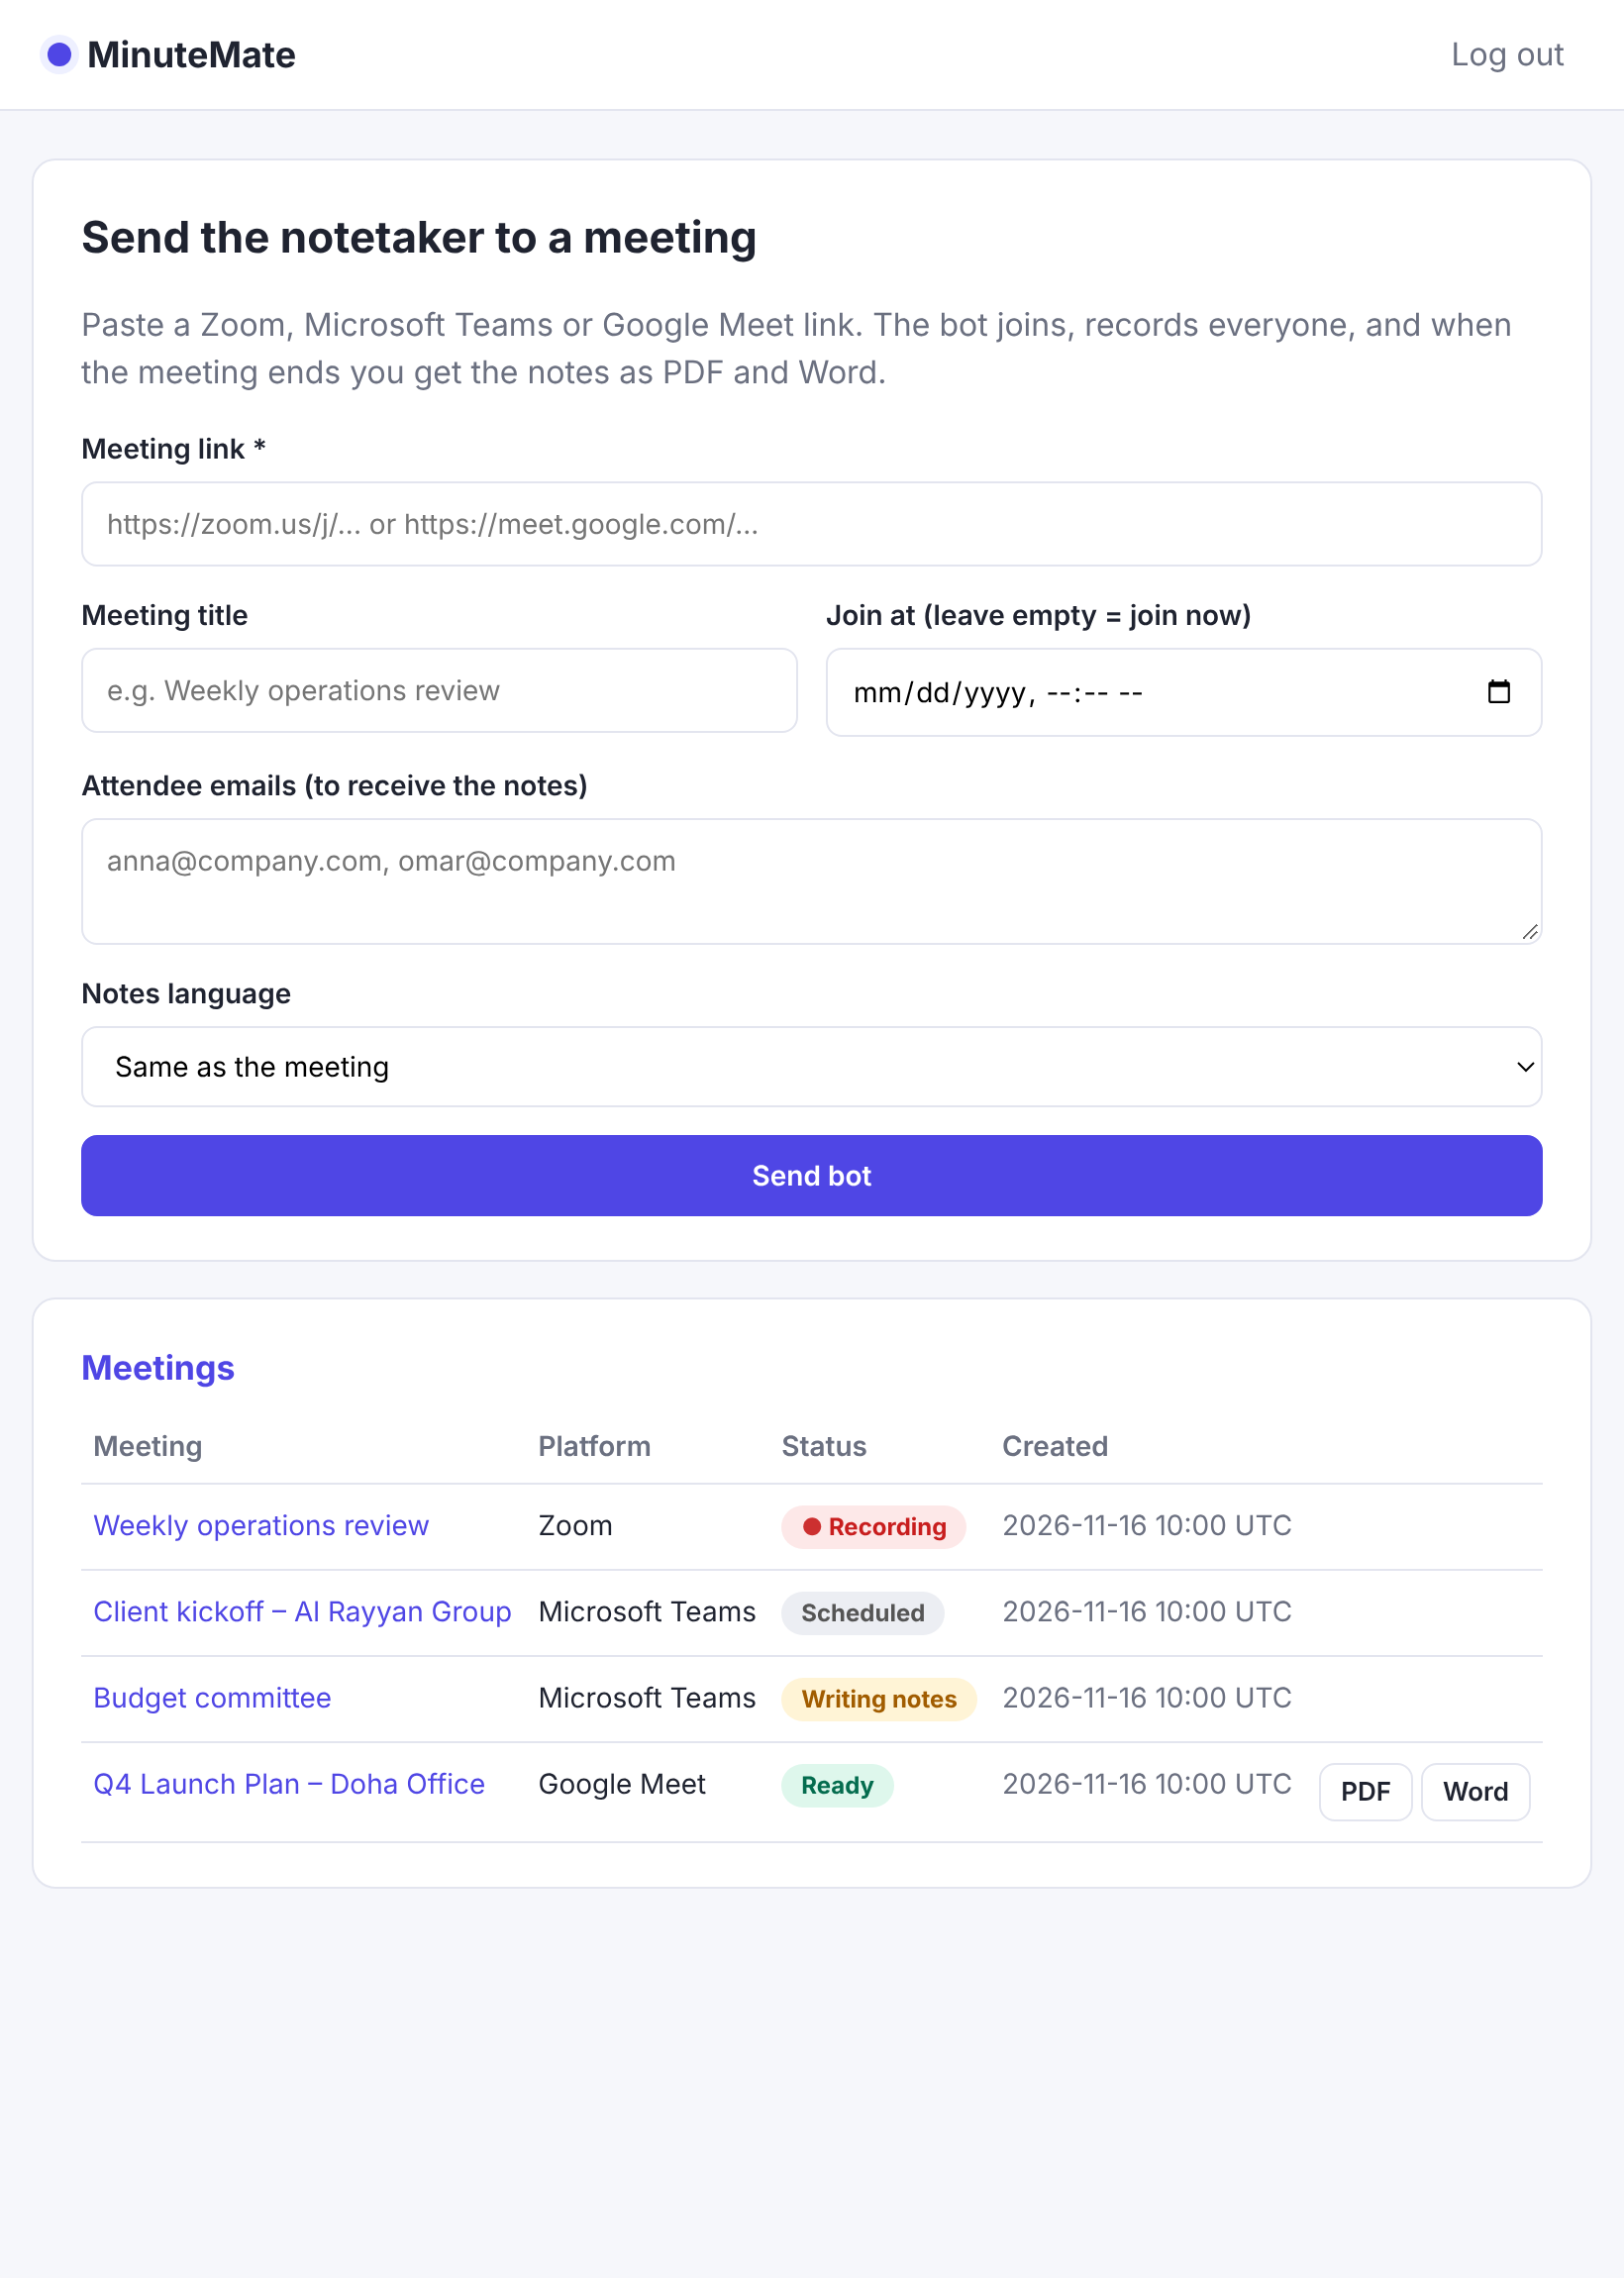 MinuteMate
Log out
Send the notetaker to a meeting
Paste a Zoom, Microsoft Teams or Google Meet link. The bot joins, records everyone, and when
the meeting ends you get the notes as PDF and Word.
Meeting link *
https://zoom.us/j/... or https://meet.google.com/...
Meeting title
e.g. Weekly operations review
Join at (leave empty = join now)
mm/dd/yyyy, --:-- --
Attendee emails (to receive the notes)
anna@company.com, omar@company.com
Notes language
Same as the meeting
Send bot
Meetings
Meeting Platform Status Created
Weekly operations review Zoom Recording 2026-11-16 10:00 UTC
Client kickoff – Al Rayyan Group Microsoft Teams Scheduled 2026-11-16 10:00 UTC
Budget committee Microsoft Teams Writing notes 2026-11-16 10:00 UTC
Q4 Launch Plan – Doha Office Google Meet Ready 2026-11-16 10:00 UTC PDF Word